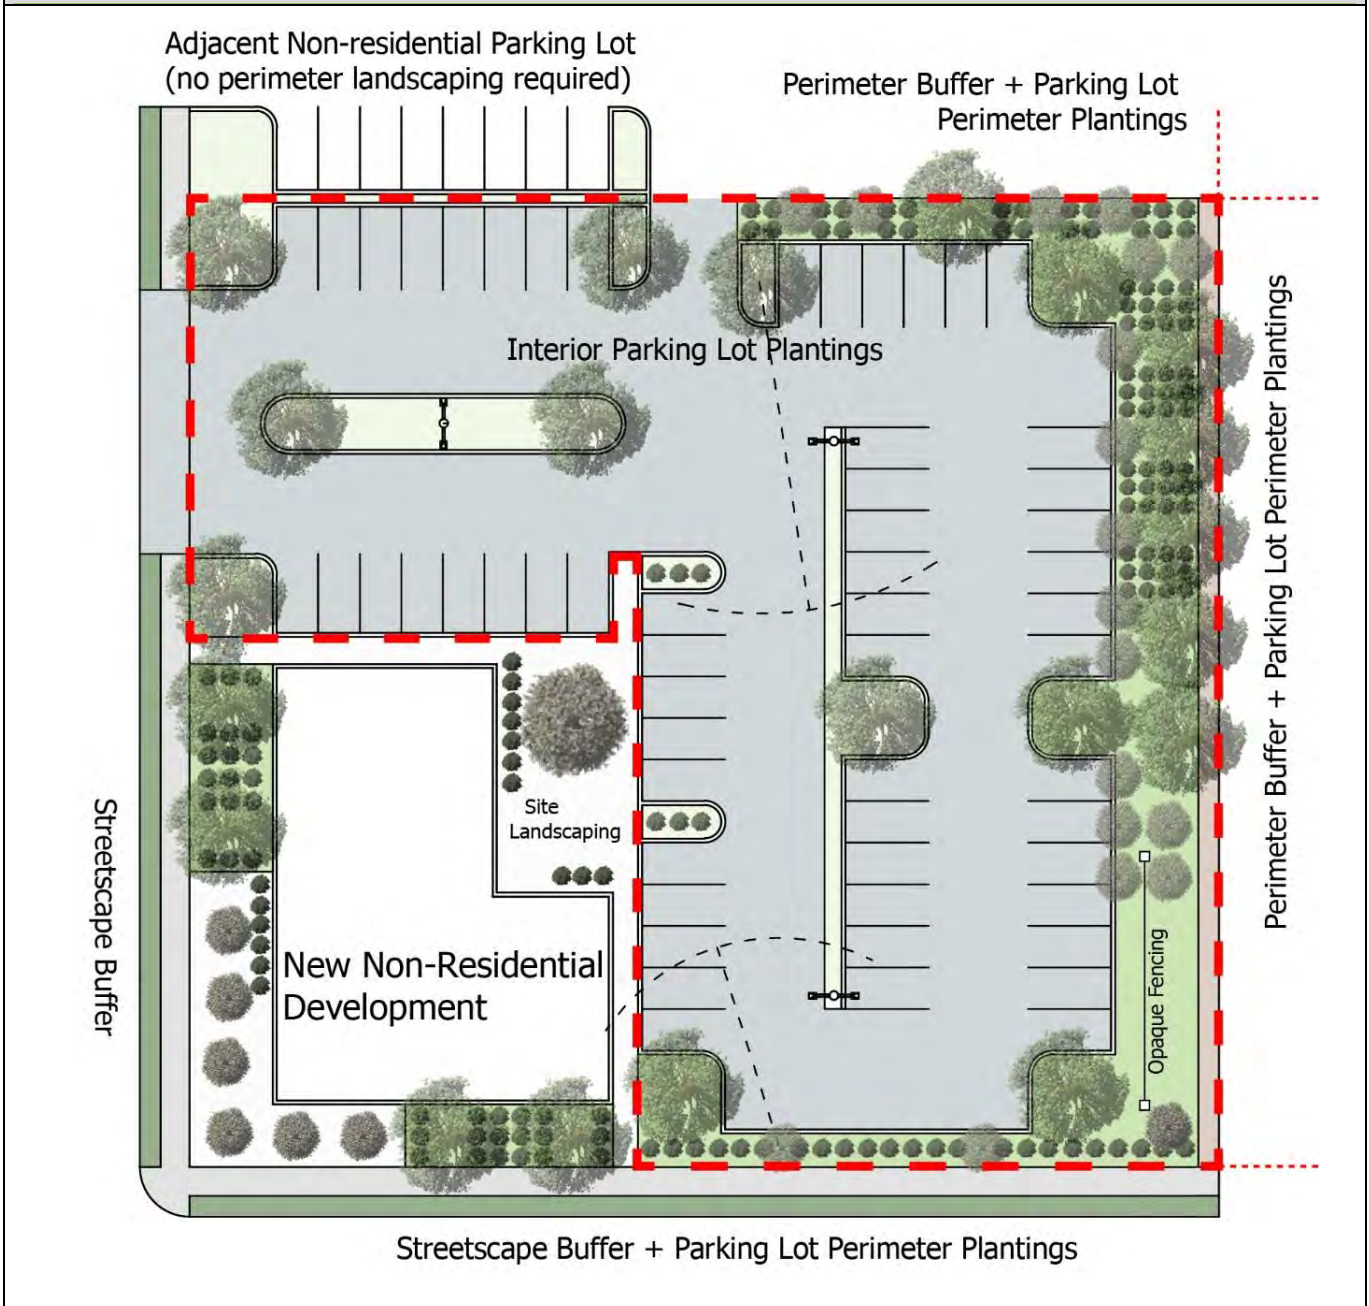 Adjacent Non-residential Parking Lot
(no perimeter landscaping required)
Perimeter Buffer + Parking Lot
Perimeter Plantings
Interior Parking Lot Plantings
Perimeter Buffer + Parking Lot Perimeter Plantings
Site
Landscaping
Streetscape Buffer
New Non-Residential
Development
Opaque Fencing
Streetscape Buffer + Parking Lot Perimeter Plantings